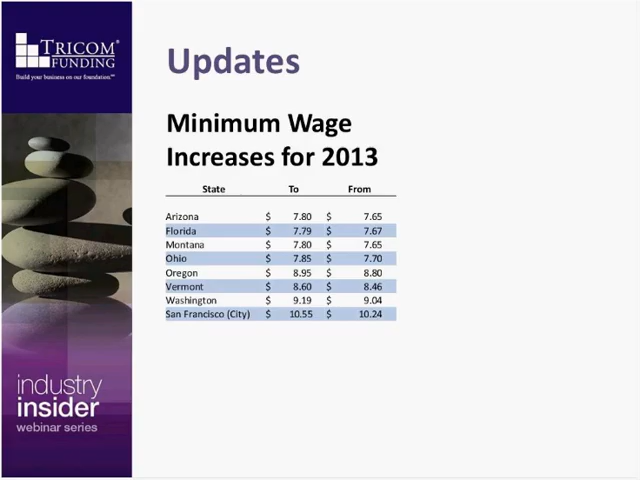 TRICOM®
FUNDING
Build your business on our foundation.℠
Updates
Minimum Wage
Increases for 2013
State To From
Arizona $ 7.80 $ 7.65
Florida $ 7.79 $ 7.67
Montana $ 7.80 $ 7.65
Ohio $ 7.85 $ 7.70
Oregon $ 8.95 $ 8.80
Vermont $ 8.60 $ 8.46
Washington $ 9.19 $ 9.04
San Francisco (City) $ 10.55 $ 10.24
industry
insider
webinar series